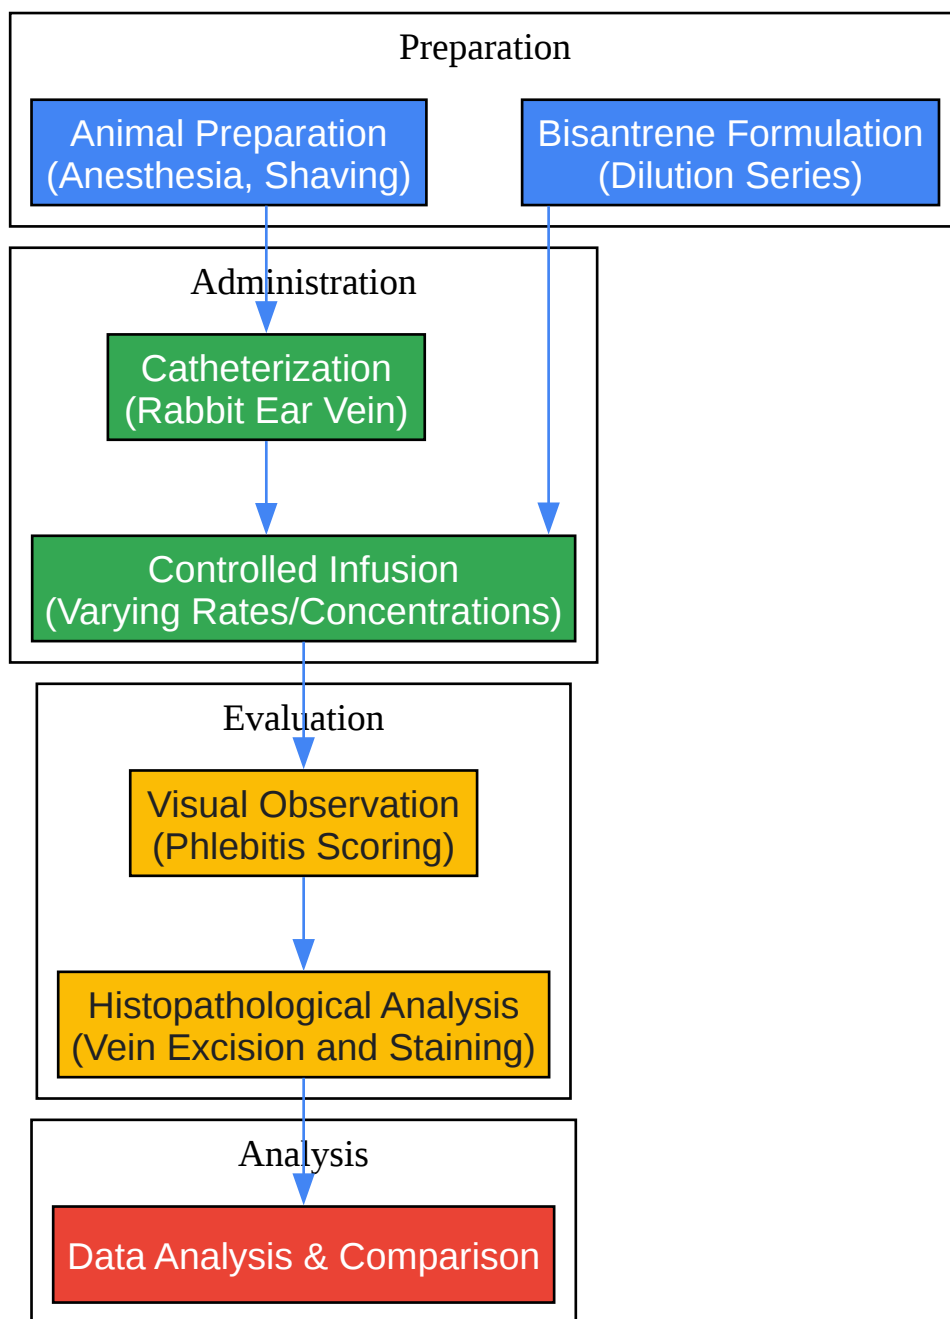 Preparation
Animal Preparation
(Anesthesia, Shaving)
Bisantrene Formulation
(Dilution Series)
Administration
Catheterization
(Rabbit Ear Vein)
Controlled Infusion
(Varying Rates/Concentrations)
Evaluation
Visual Observation
(Phlebitis Scoring)
Histopathological Analysis
(Vein Excision and Staining)
Analysis
Data Analysis & Comparison